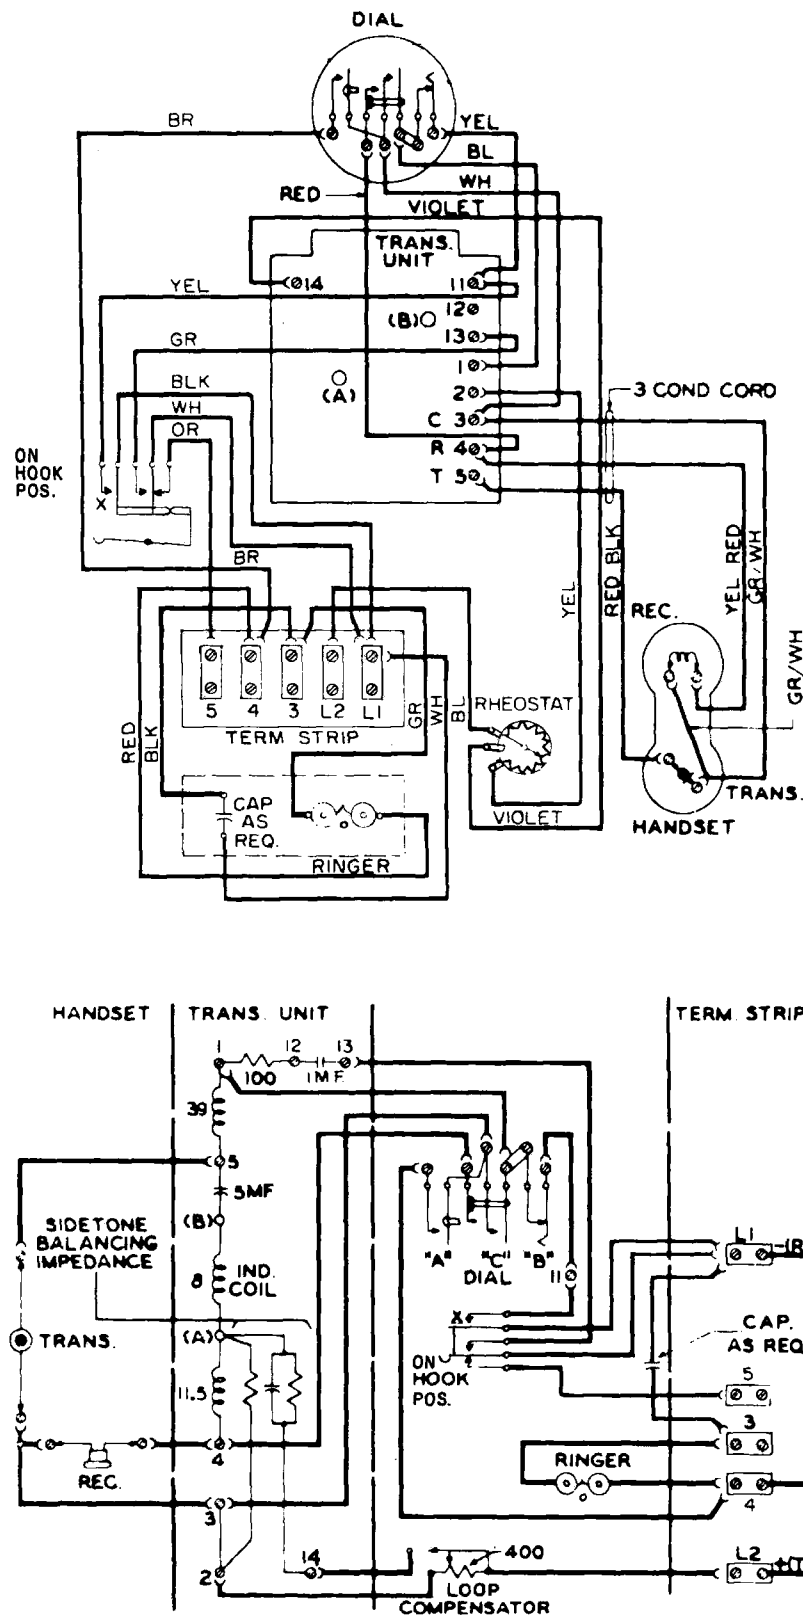 DIAL
BR
YEL
BL
WH
RED
VIOLET
TRANS.
UNIT
14
11
YEL
12
(B)
13
GR
1
BLK
(A)
2
3 COND CORD
WH
C 3
OR
R 4
ON
HOOK
POS.
T 5
X
BR
RED
BLK
YEL
RED
GR/WH
YEL
REC.
GR/WH
5
4
3
L2
L1
TERM STRIP
RED
BLK
GR
WH
BL
RHEOSTAT
CAP
AS
REQ.
TRANS.
VIOLET
HANDSET
RINGER
HANDSET
TRANS. UNIT
TERM. STRIP
1
12
13
100
1MF.
39
5
5MF
SIDETONE
BALANCING
IMPEDANCE
(B)
"A"
"C"
"B"
DIAL
L1
8
IND.
COIL
11
X
TRANS.
(A)
CAP.
AS REQ
ON
HOOK
POS.
11.5
5
3
4
RINGER
REC.
3
4
14
400
L2
2
LOOP
COMPENSATOR